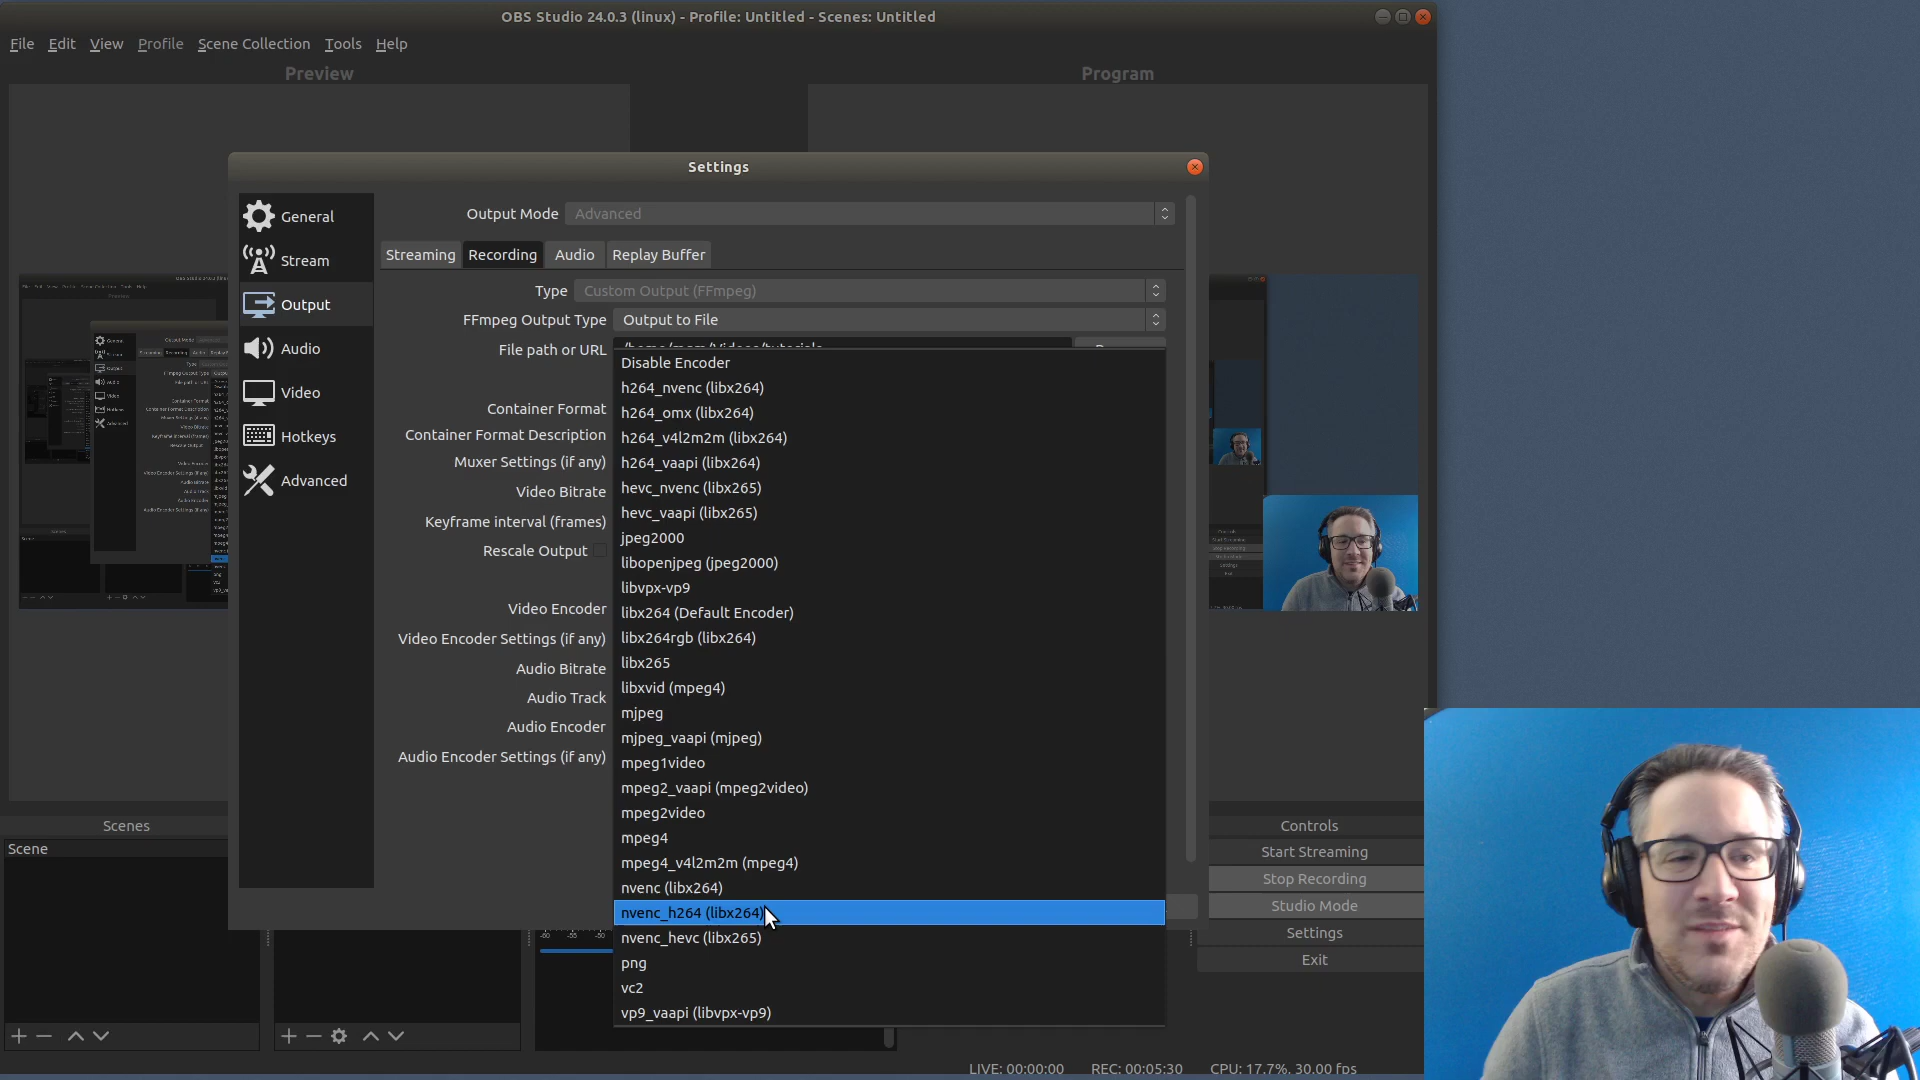 OBS Studio 24.0.3 (linux) - Profile: Untitled - Scenes: Untitled
File Edit View Profile Scene Collection Tools Help
Preview
Program
Settings
General
Stream
Output
Audio
Video
Hotkeys
Advanced
Output Mode Advanced
Streaming Recording Audio Replay Buffer
Type Custom Output (FFmpeg)
FFmpeg Output Type Output to File
File path or URL
Container Format
Container Format Description
Muxer Settings (if any)
Video Bitrate
Keyframe interval (frames)
Rescale Output
Video Encoder
Video Encoder Settings (if any)
Audio Bitrate
Audio Track
Audio Encoder
Audio Encoder Settings (if any)
Disable Encoder
h264_nvenc (libx264)
h264_omx (libx264)
h264_v4l2m2m (libx264)
h264_vaapi (libx264)
hevc_nvenc (libx265)
hevc_vaapi (libx265)
jpeg2000
libopenjpeg (jpeg2000)
libvpx-vp9
libx264 (Default Encoder)
libx264rgb (libx264)
libx265
libxvid (mpeg4)
mjpeg
mjpeg_vaapi (mjpeg)
mpeg1video
mpeg2_vaapi (mpeg2video)
mpeg2video
mpeg4
mpeg4_v4l2m2m (mpeg4)
nvenc (libx264)
nvenc_h264 (libx264)
nvenc_hevc (libx265)
png
vc2
vp9_vaapi (libvpx-vp9)
Scenes
Scene
Controls
Start Streaming
Stop Recording
Studio Mode
Settings
Exit
LIVE: 00:00:00 REC: 00:05:30 CPU: 17.7%, 30.00 fps